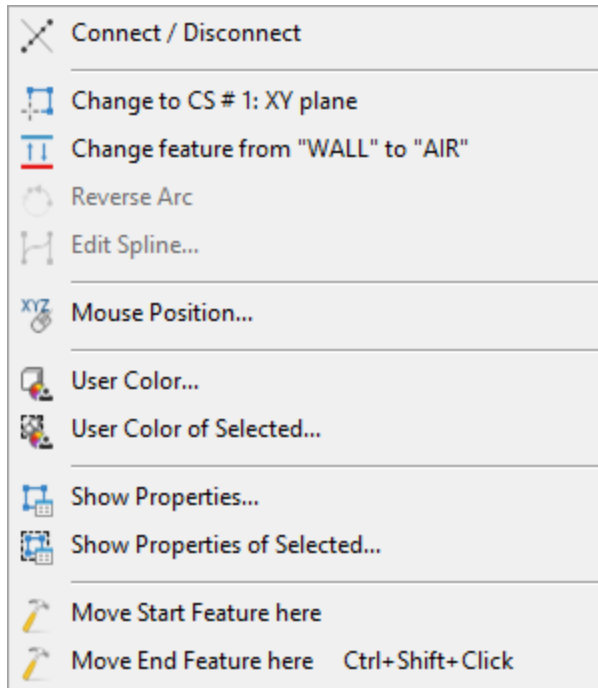 Connect / Disconnect
Change to CS # 1: XY plane
Change feature from "WALL" to "AIR"
Reverse Arc
Edit Spline...
XYZ Mouse Position...
User Color...
User Color of Selected...
Show Properties...
Show Properties of Selected...
Move Start Feature here
Move End Feature here Ctrl+Shift+Click